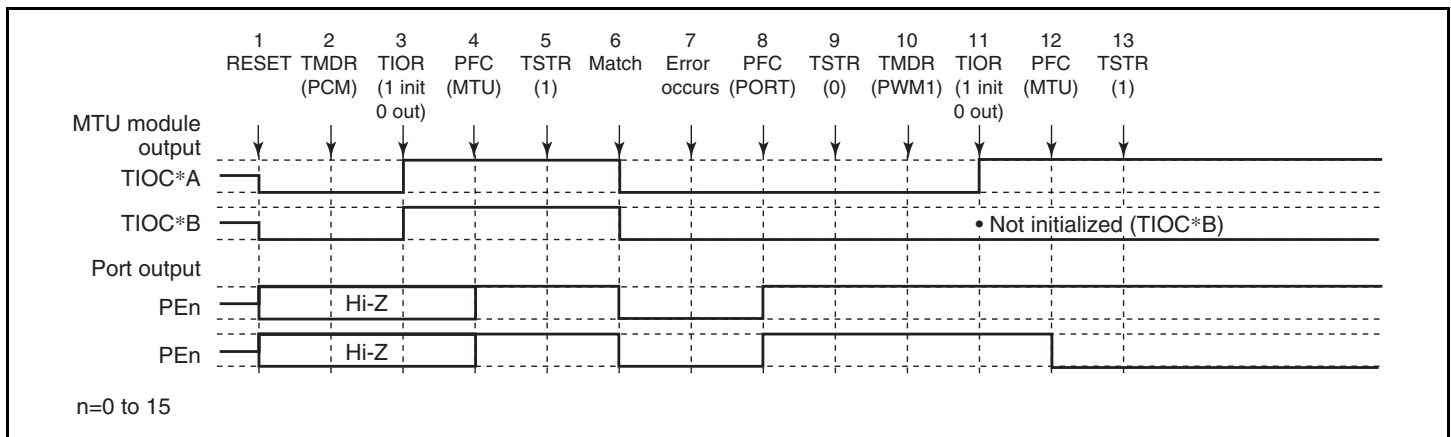 1 2 3 4 5 6 7 8 9 10 11 12 13
RESET TMDR TIOR PFC TSTR Match Error PFC TSTR TMDR TIOR PFC TSTR
(PCM) (1 init (MTU) (1) occurs (PORT) (0) (PWM1) (1 init (MTU) (1)
0 out) 0 out)
MTU module
output
TIOC*A
TIOC*B
• Not initialized (TIOC*B)
Port output
PEn
Hi-Z
PEn
Hi-Z
n=0 to 15